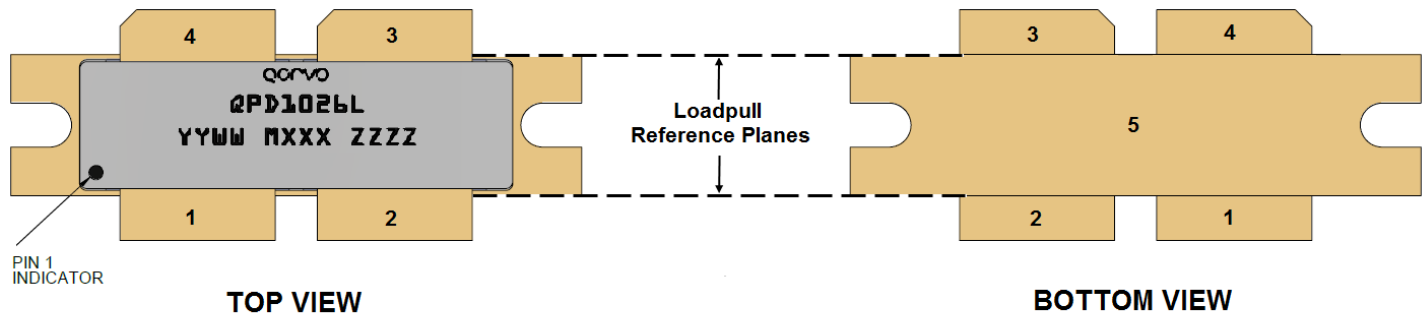 4 3
Qorvo
QPD1026L
YYWW MXXX ZZZZ
1 2
PIN 1
INDICATOR
TOP VIEW
Loadpull
Reference Planes
3 4
5
2 1
BOTTOM VIEW